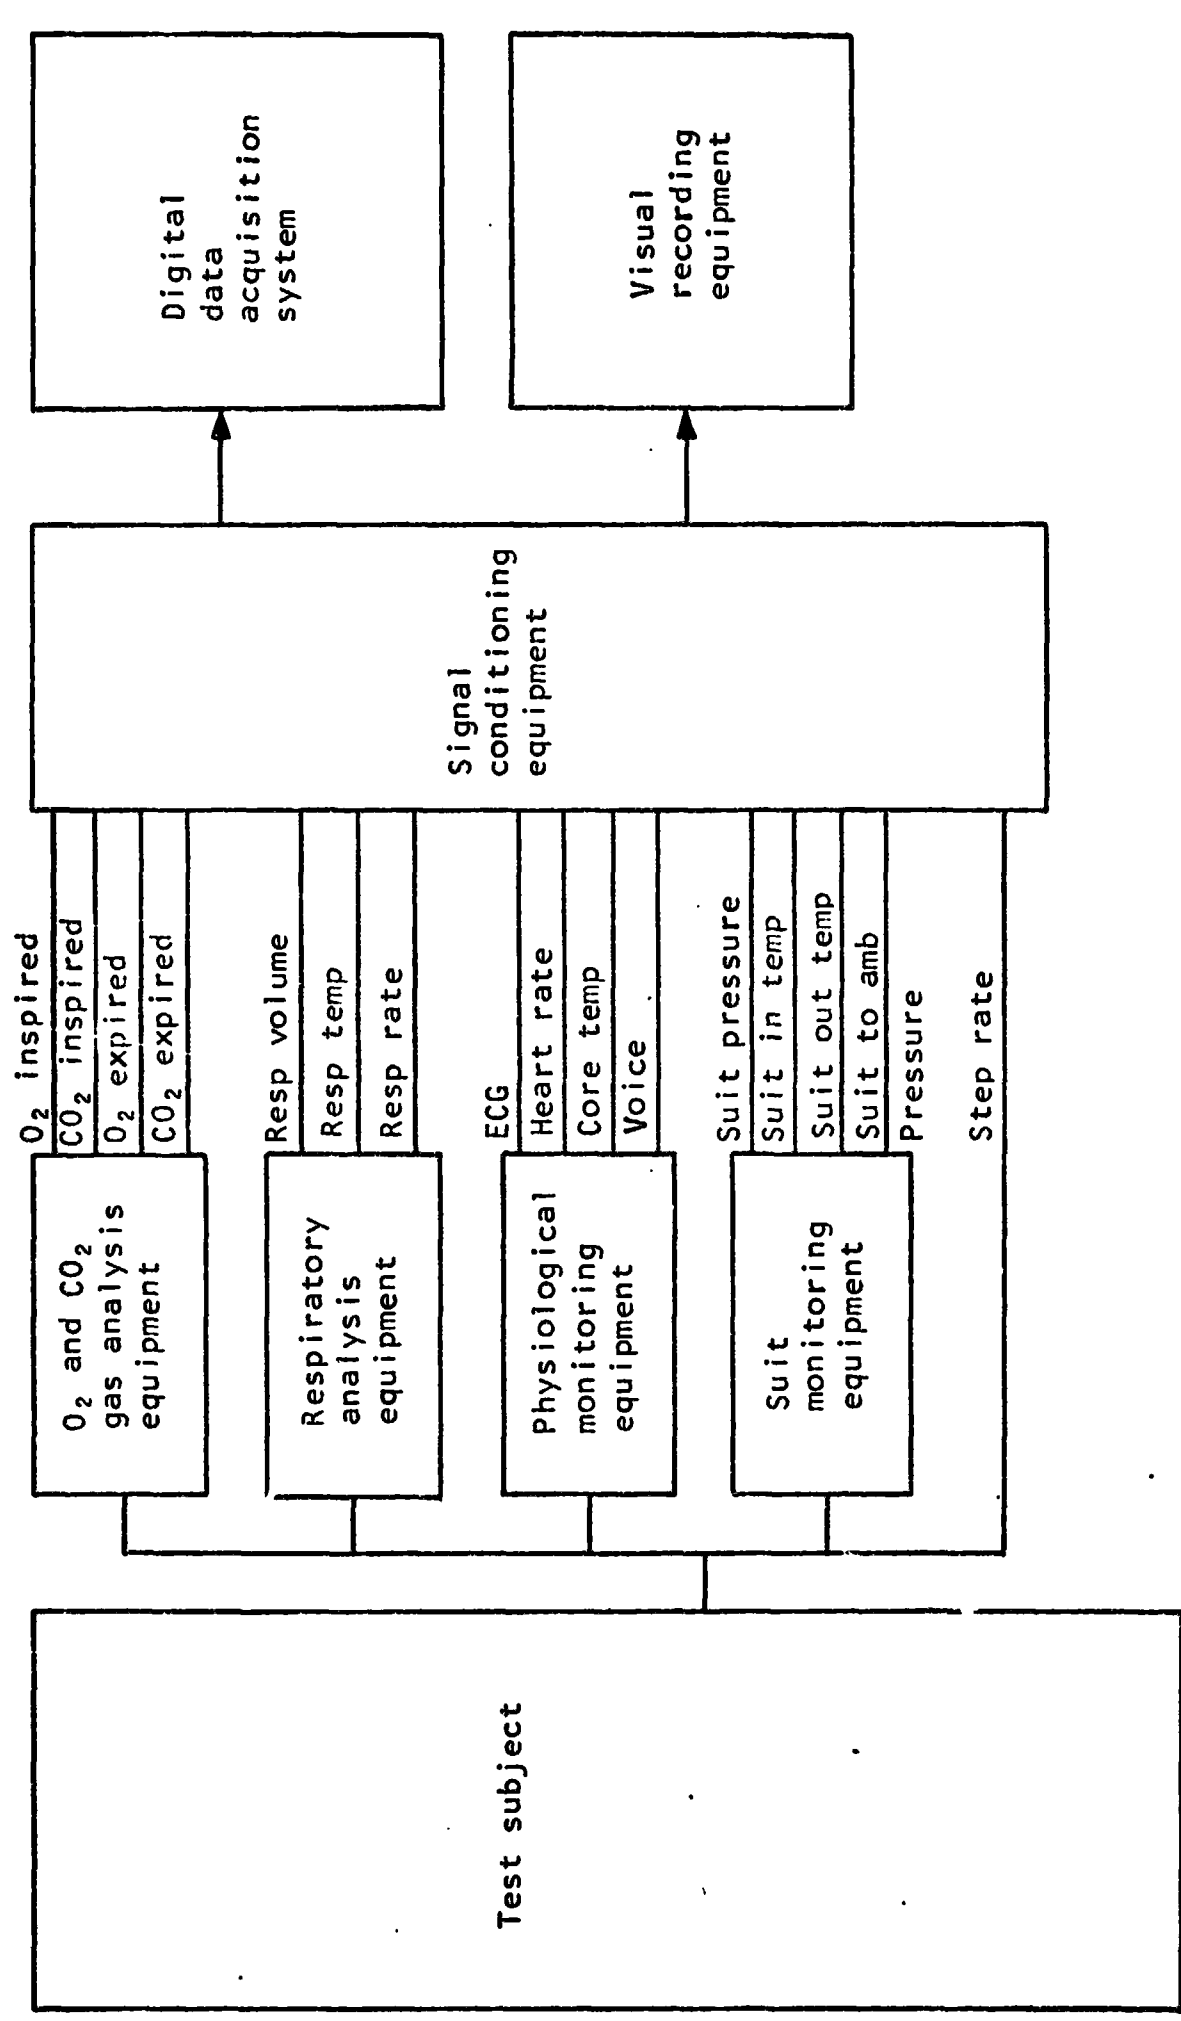 Test subject
O₂ and CO₂
gas analysis
equipment
Respiratory
analysis
equipment
Physiological
monitoring
equipment
Suit
monitoring
equipment
O₂ inspired
CO₂ inspired
O₂ expired
CO₂ expired
Resp volume
Resp temp
Resp rate
ECG
Heart rate
Core temp
Voice
Suit pressure
Suit in temp
Suit out temp
Suit to amb
Pressure
Step rate
Signal
conditioning
equipment
Digital
data
acquisition
system
Visual
recording
equipment